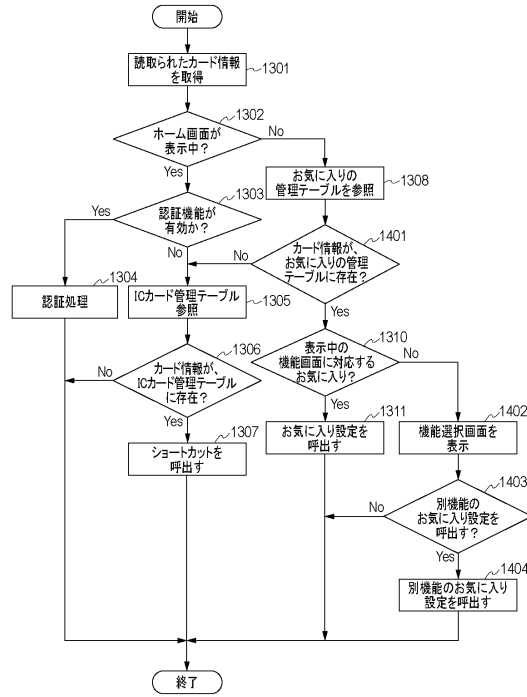 開始
読取られたカード情報
を取得
1301
ホーム画面が
表示中?
1302
No
Yes
お気に入りの
管理テーブルを参照
1308
認証機能が
有効か?
1303
Yes
No
カード情報が、
お気に入りの管理
テーブルに存在?
1401
No
Yes
認証処理
1304
ICカード管理テーブル
参照
1305
表示中の
機能画面に対応する
お気に入り?
1310
No
Yes
カード情報が、
ICカード管理テーブル
に存在?
1306
No
Yes
お気に入り設定を
呼出す
1311
機能選択画面を
表示
1402
ショートカットを
呼出す
1307
別機能の
お気に入り設定を
呼出す?
1403
No
Yes
別機能のお気に入り
設定を呼出す
1404
終了